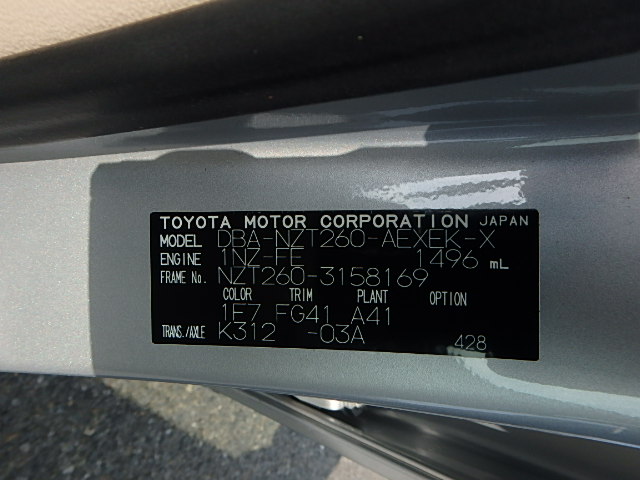 TOYOTA MOTOR CORPORATION JAPAN
MODEL DBA-NZT260-AEXEK-X
ENGINE 1NZ-FE 1496 mL
FRAME No. NZT260-3158169
COLOR TRIM PLANT OPTION
1F7 FG41 A41
TRANS./AXLE K312 -03A
428